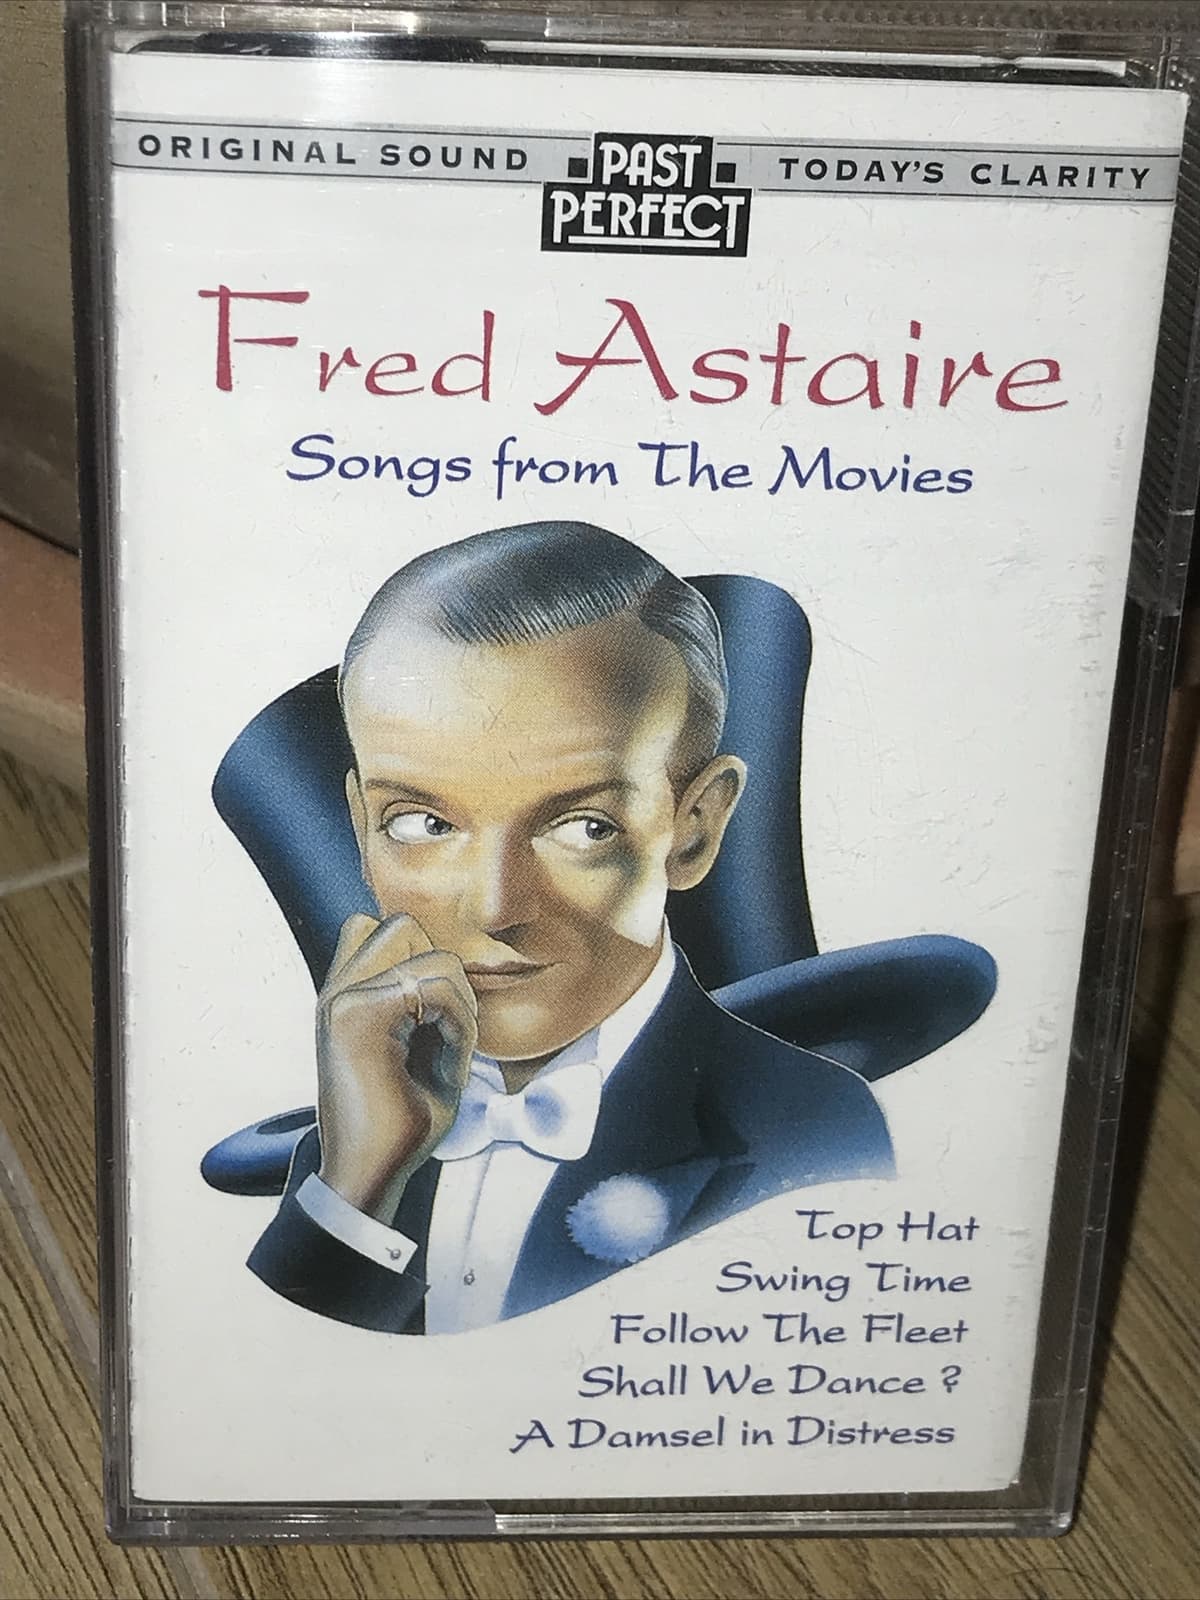 ORIGINAL SOUND PAST PERFECT TODAY'S CLARITY
Fred Astaire
Songs from The Movies
Top Hat
Swing Time
Follow The Fleet
Shall We Dance ?
A Damsel in Distress